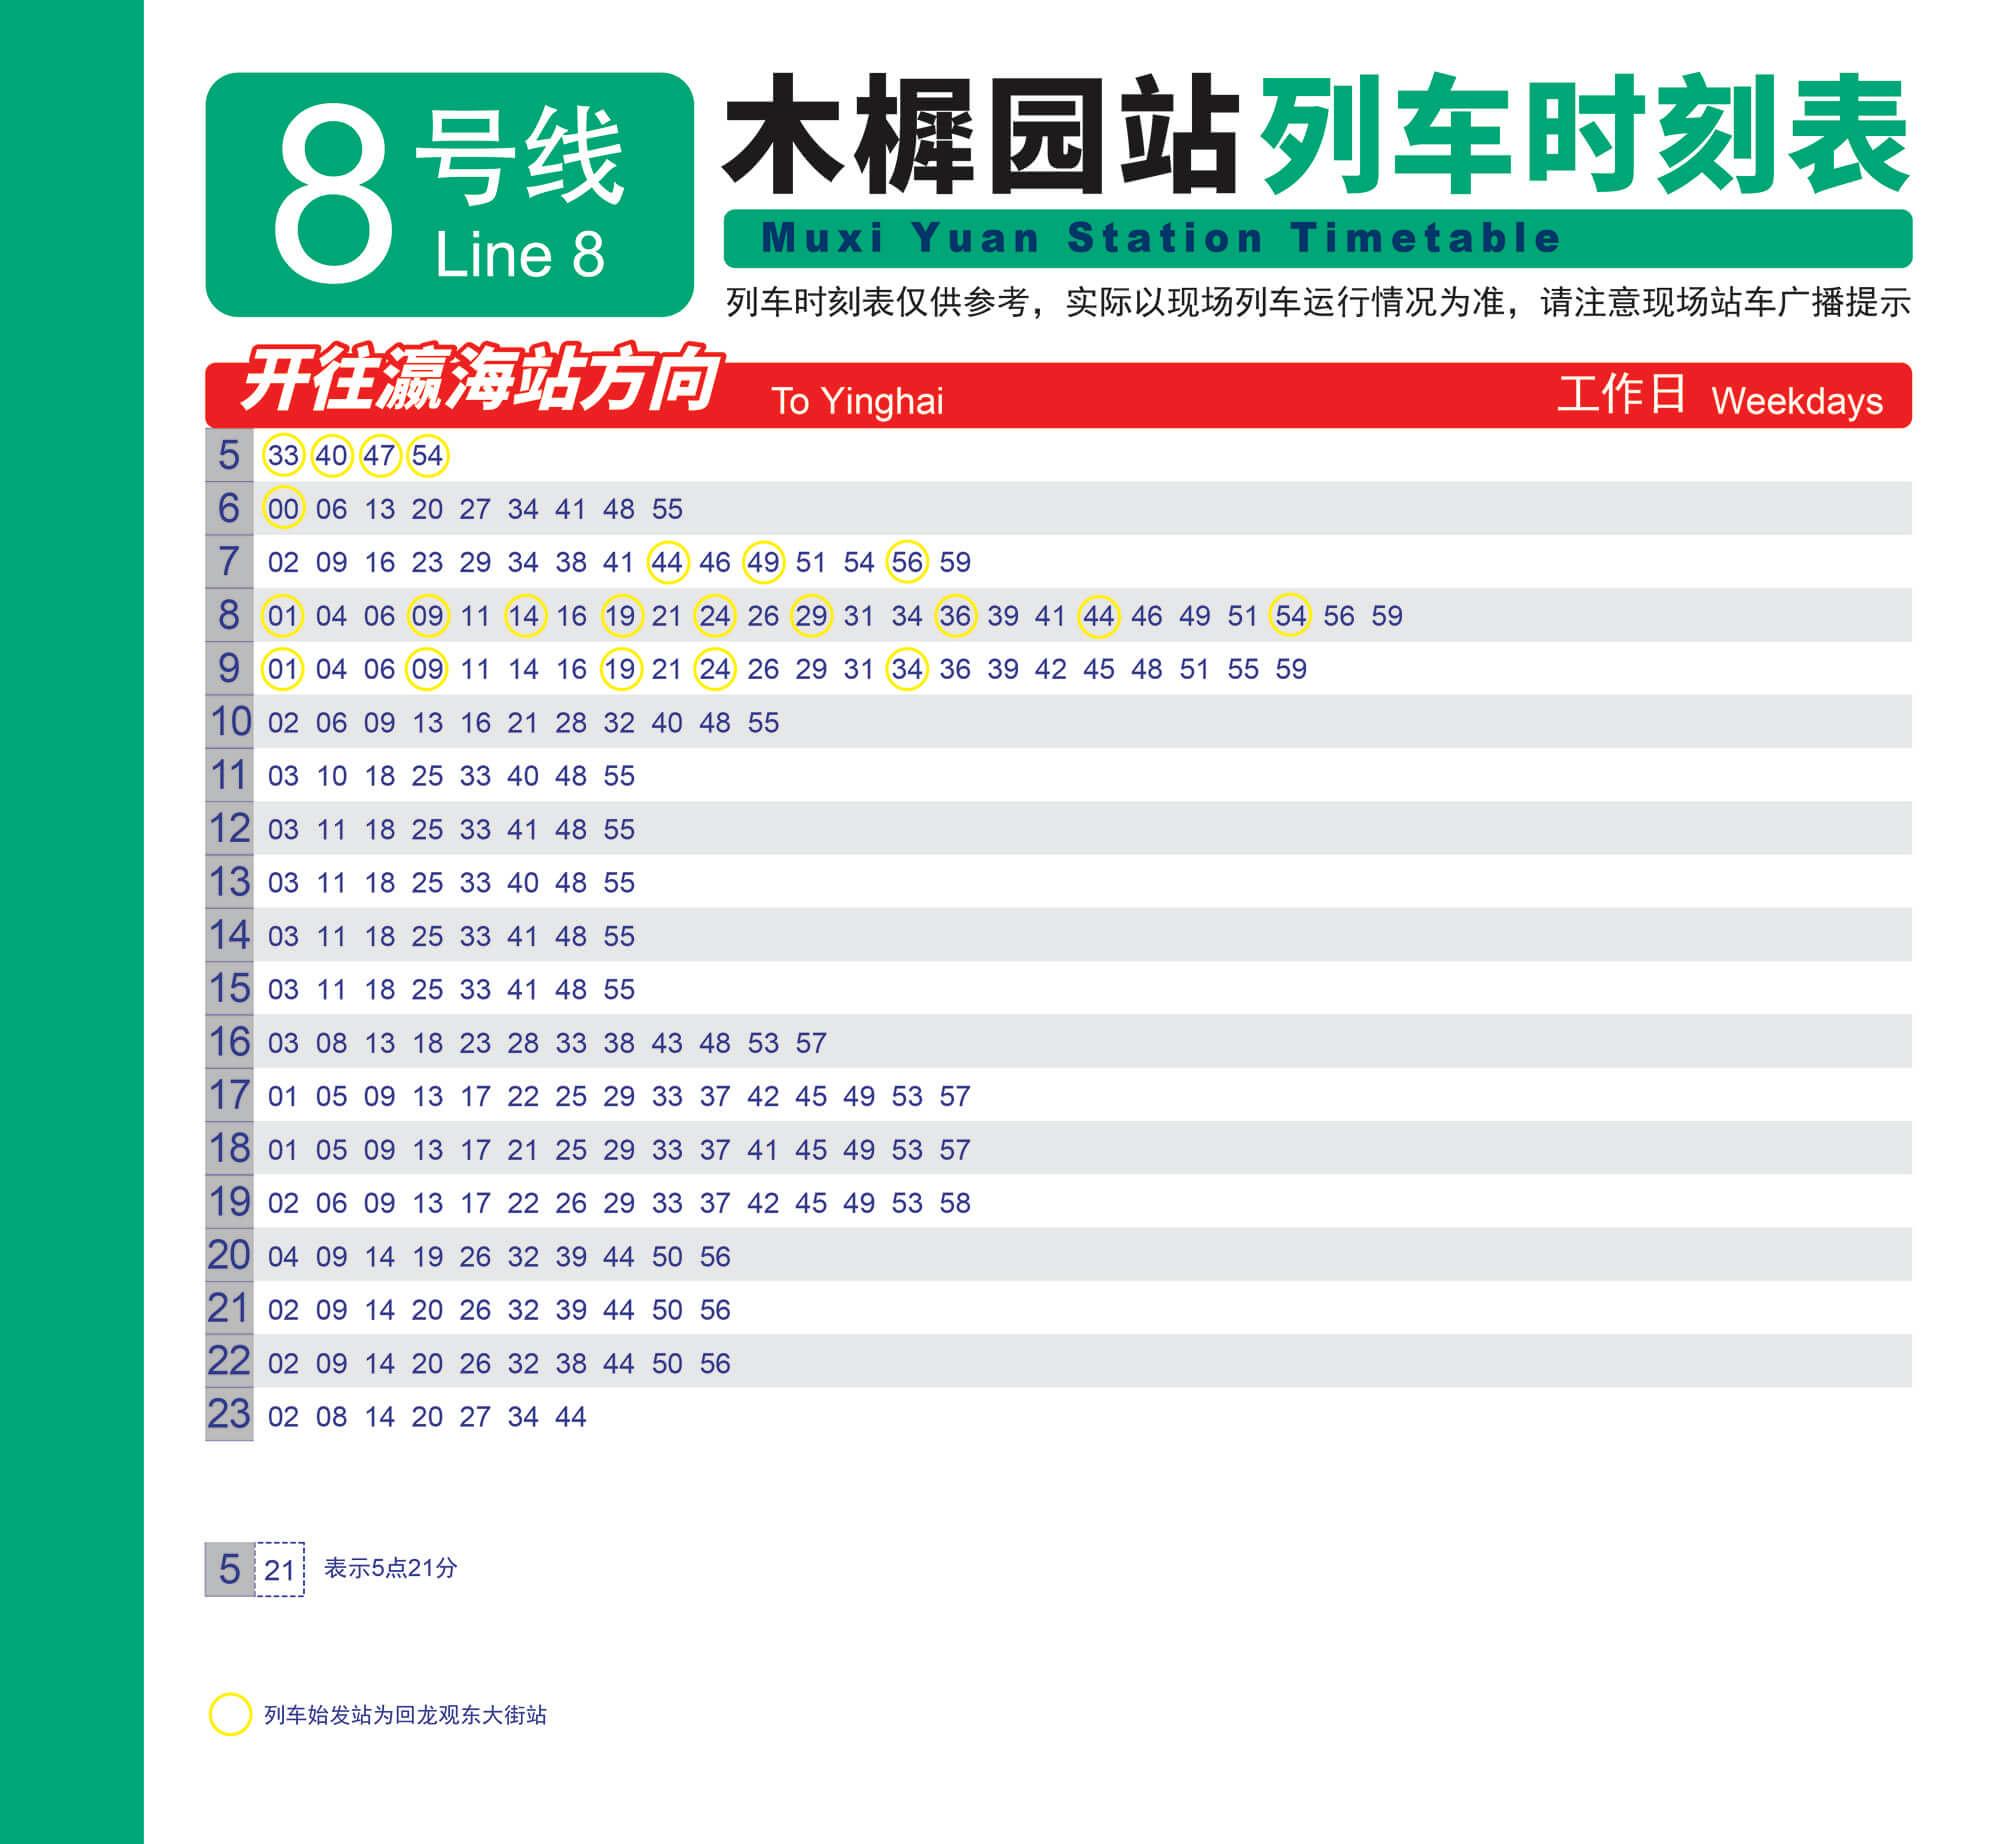 8号线
Line 8
木樨园站列车时刻表
Muxi Yuan Station Timetable
列车时刻表仅供参考，实际以现场列车运行情况为准，请注意现场站车广播提示
开往瀛海站方向 To Yinghai 工作日 Weekdays
5 33 40 47 54
6 00 06 13 20 27 34 41 48 55
7 02 09 16 23 29 34 38 41 44 46 49 51 54 56 59
8 01 04 06 09 11 14 16 19 21 24 26 29 31 34 36 39 41 44 46 49 51 54 56 59
9 01 04 06 09 11 14 16 19 21 24 26 29 31 34 36 39 42 45 48 51 55 59
10 02 06 09 13 16 21 28 32 40 48 55
11 03 10 18 25 33 40 48 55
12 03 11 18 25 33 41 48 55
13 03 11 18 25 33 40 48 55
14 03 11 18 25 33 41 48 55
15 03 11 18 25 33 41 48 55
16 03 08 13 18 23 28 33 38 43 48 53 57
17 01 05 09 13 17 22 25 29 33 37 42 45 49 53 57
18 01 05 09 13 17 21 25 29 33 37 41 45 49 53 57
19 02 06 09 13 17 22 26 29 33 37 42 45 49 53 58
20 04 09 14 19 26 32 39 44 50 56
21 02 09 14 20 26 32 39 44 50 56
22 02 09 14 20 26 32 38 44 50 56
23 02 08 14 20 27 34 44
5 21 表示5点21分
列车始发站为回龙观东大街站